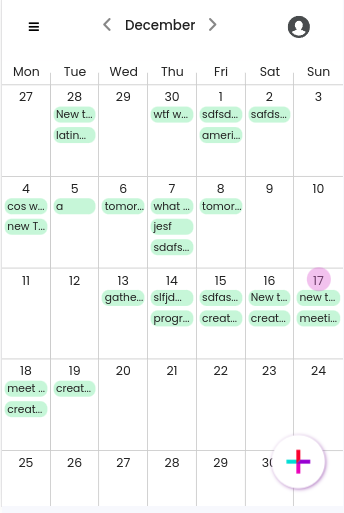 December
Mon Tue Wed Thu Fri Sat Sun
27 28 29 30 1 2 3
New t... wtf w... sdfsd... safds...
latin... ameri...
4 5 6 7 8 9 10
cos w... a tomor... what ... tomor...
new T... jesf
sdafs...
11 12 13 14 15 16 17
gathe... slfjd... sdfas... New t... new t...
progr... creat... creat... meeti...
18 19 20 21 22 23 24
meet ... creat...
creat...
25 26 27 28 29 30